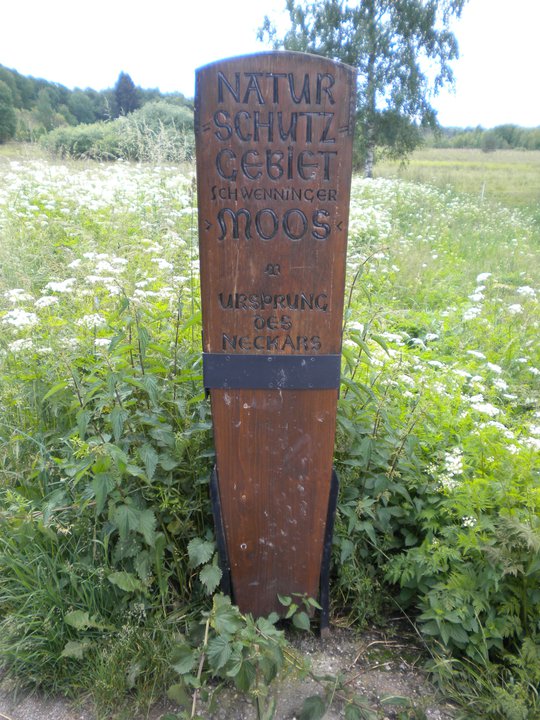 NATUR
=SCHUTZ=
GEBIET
SCHWENNINGER
>MOOS<
URSPRUNG
DES
NECKARS